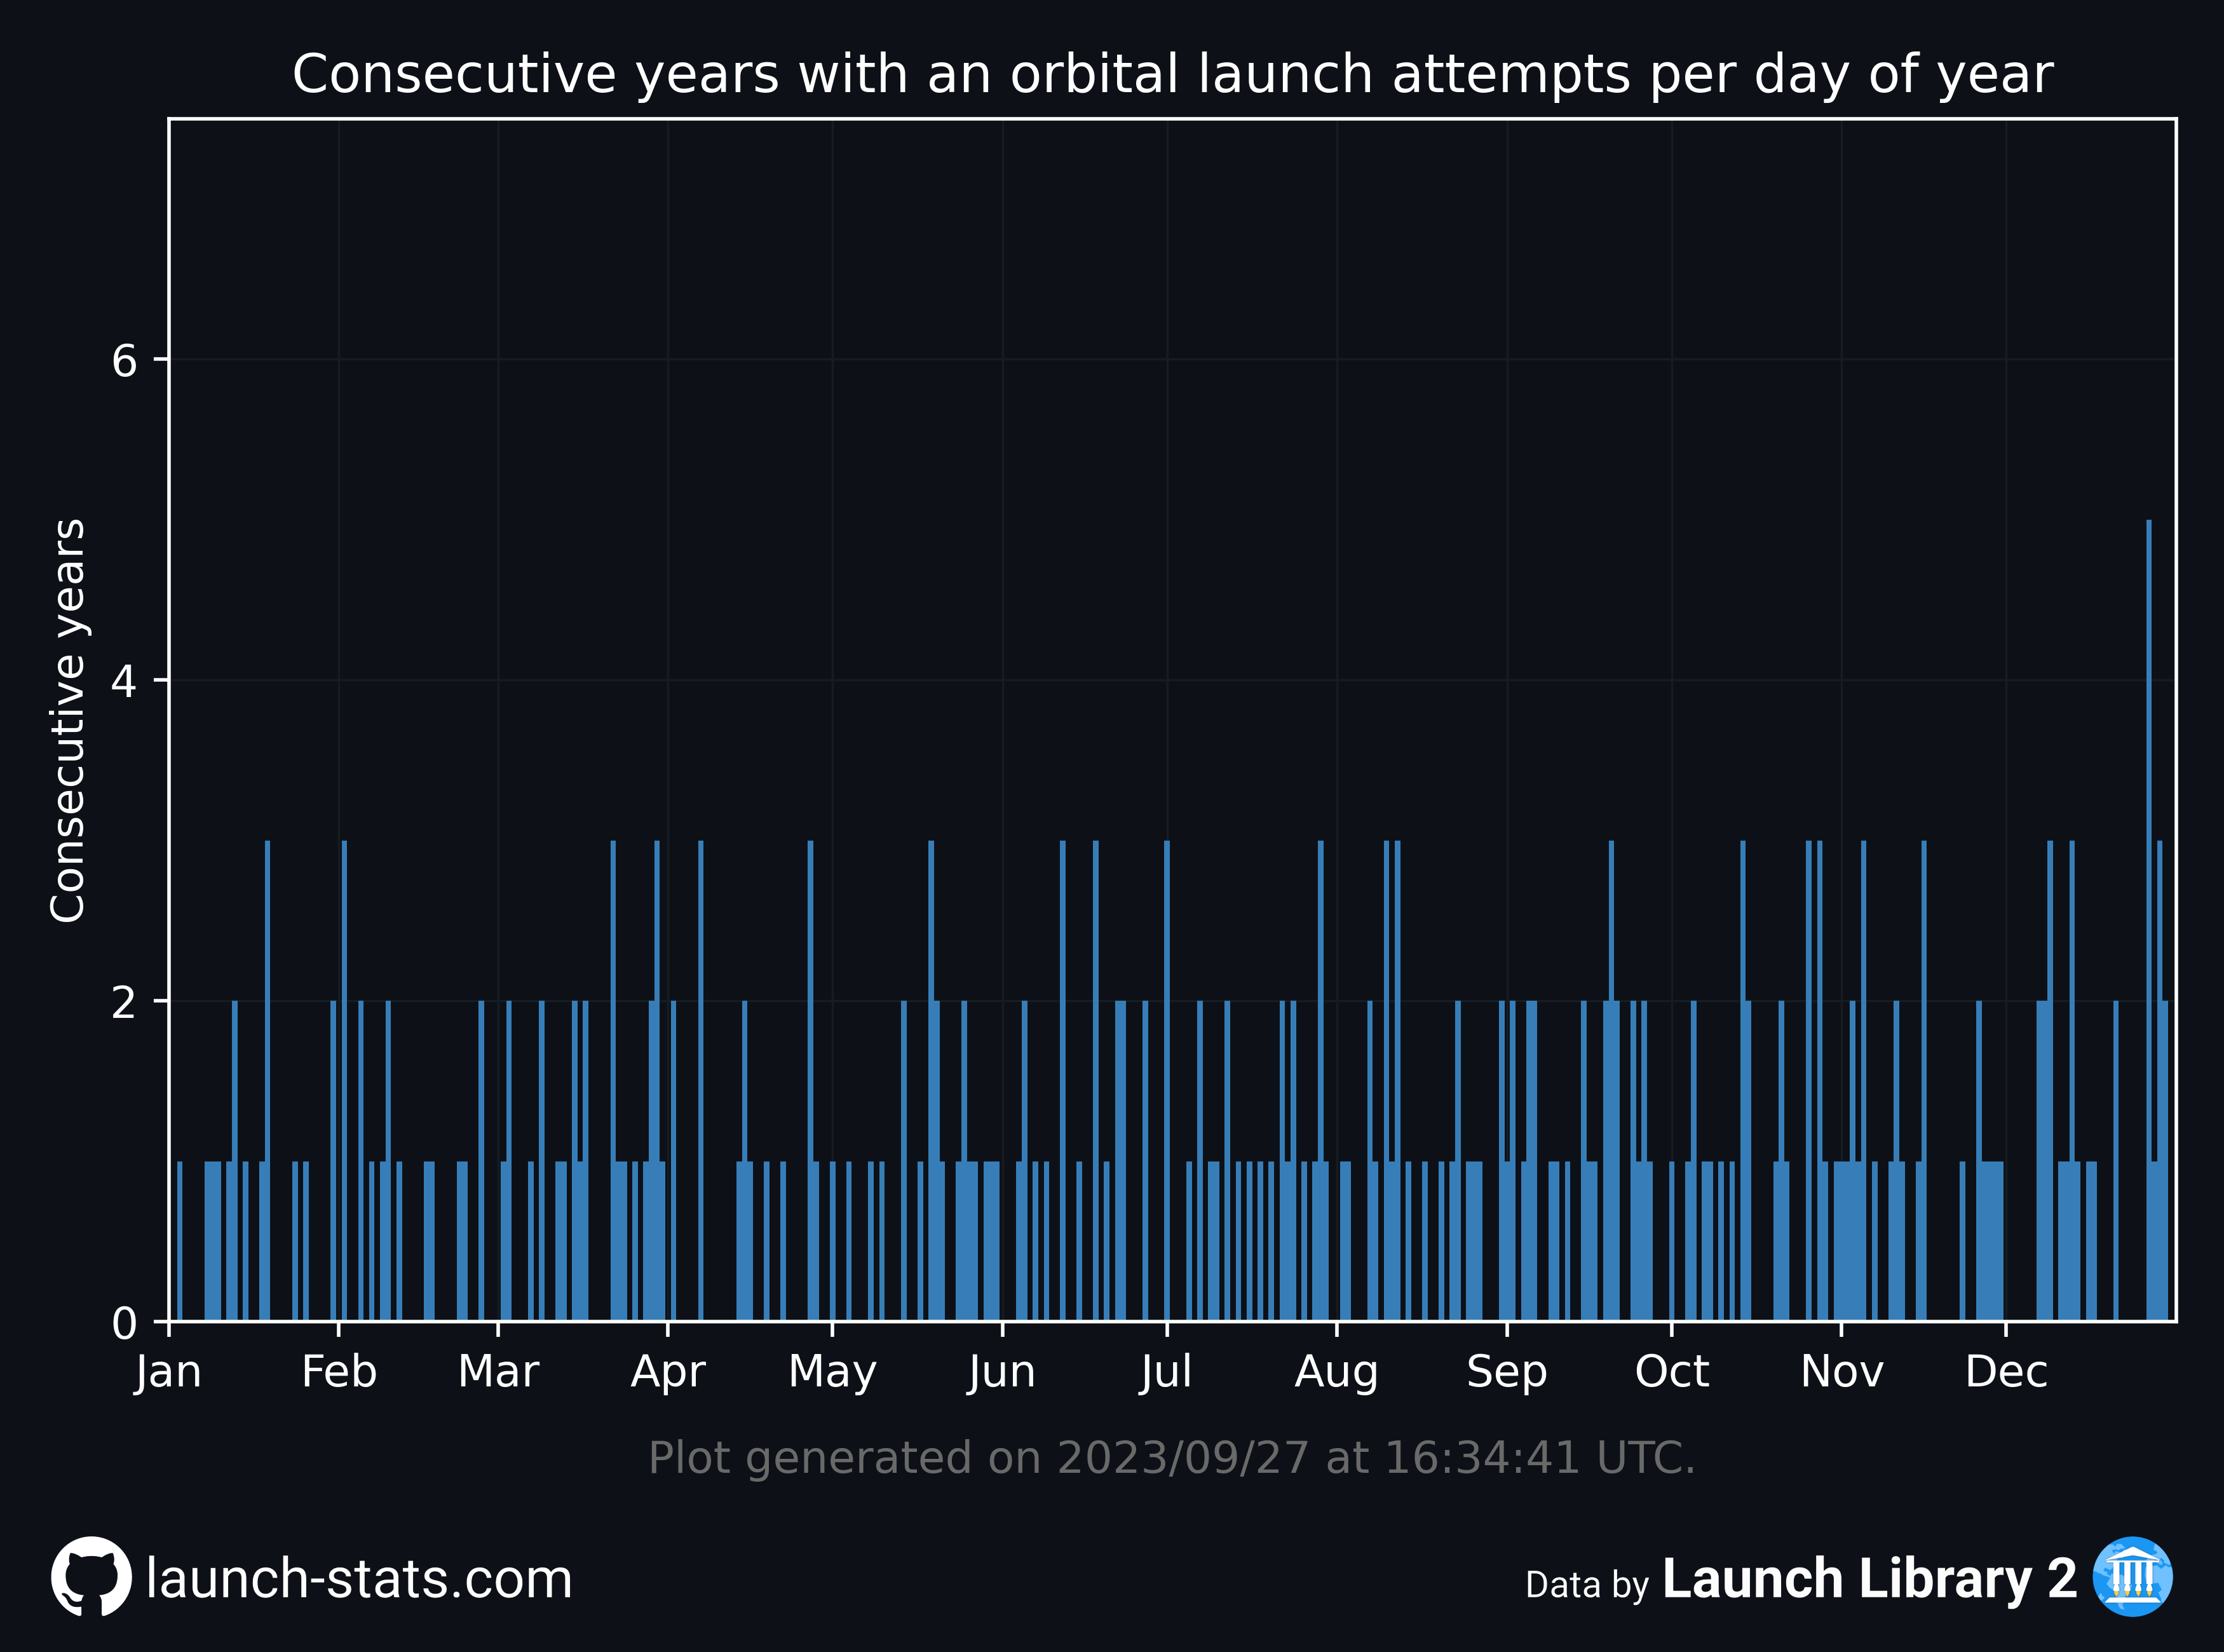 Consecutive years with an orbital launch attempts per day of year
Consecutive years
6
4
2
0
Jan Feb Mar Apr May Jun Jul Aug Sep Oct Nov Dec
Plot generated on 2023/09/27 at 16:34:41 UTC.
launch-stats.com
Data by Launch Library 2